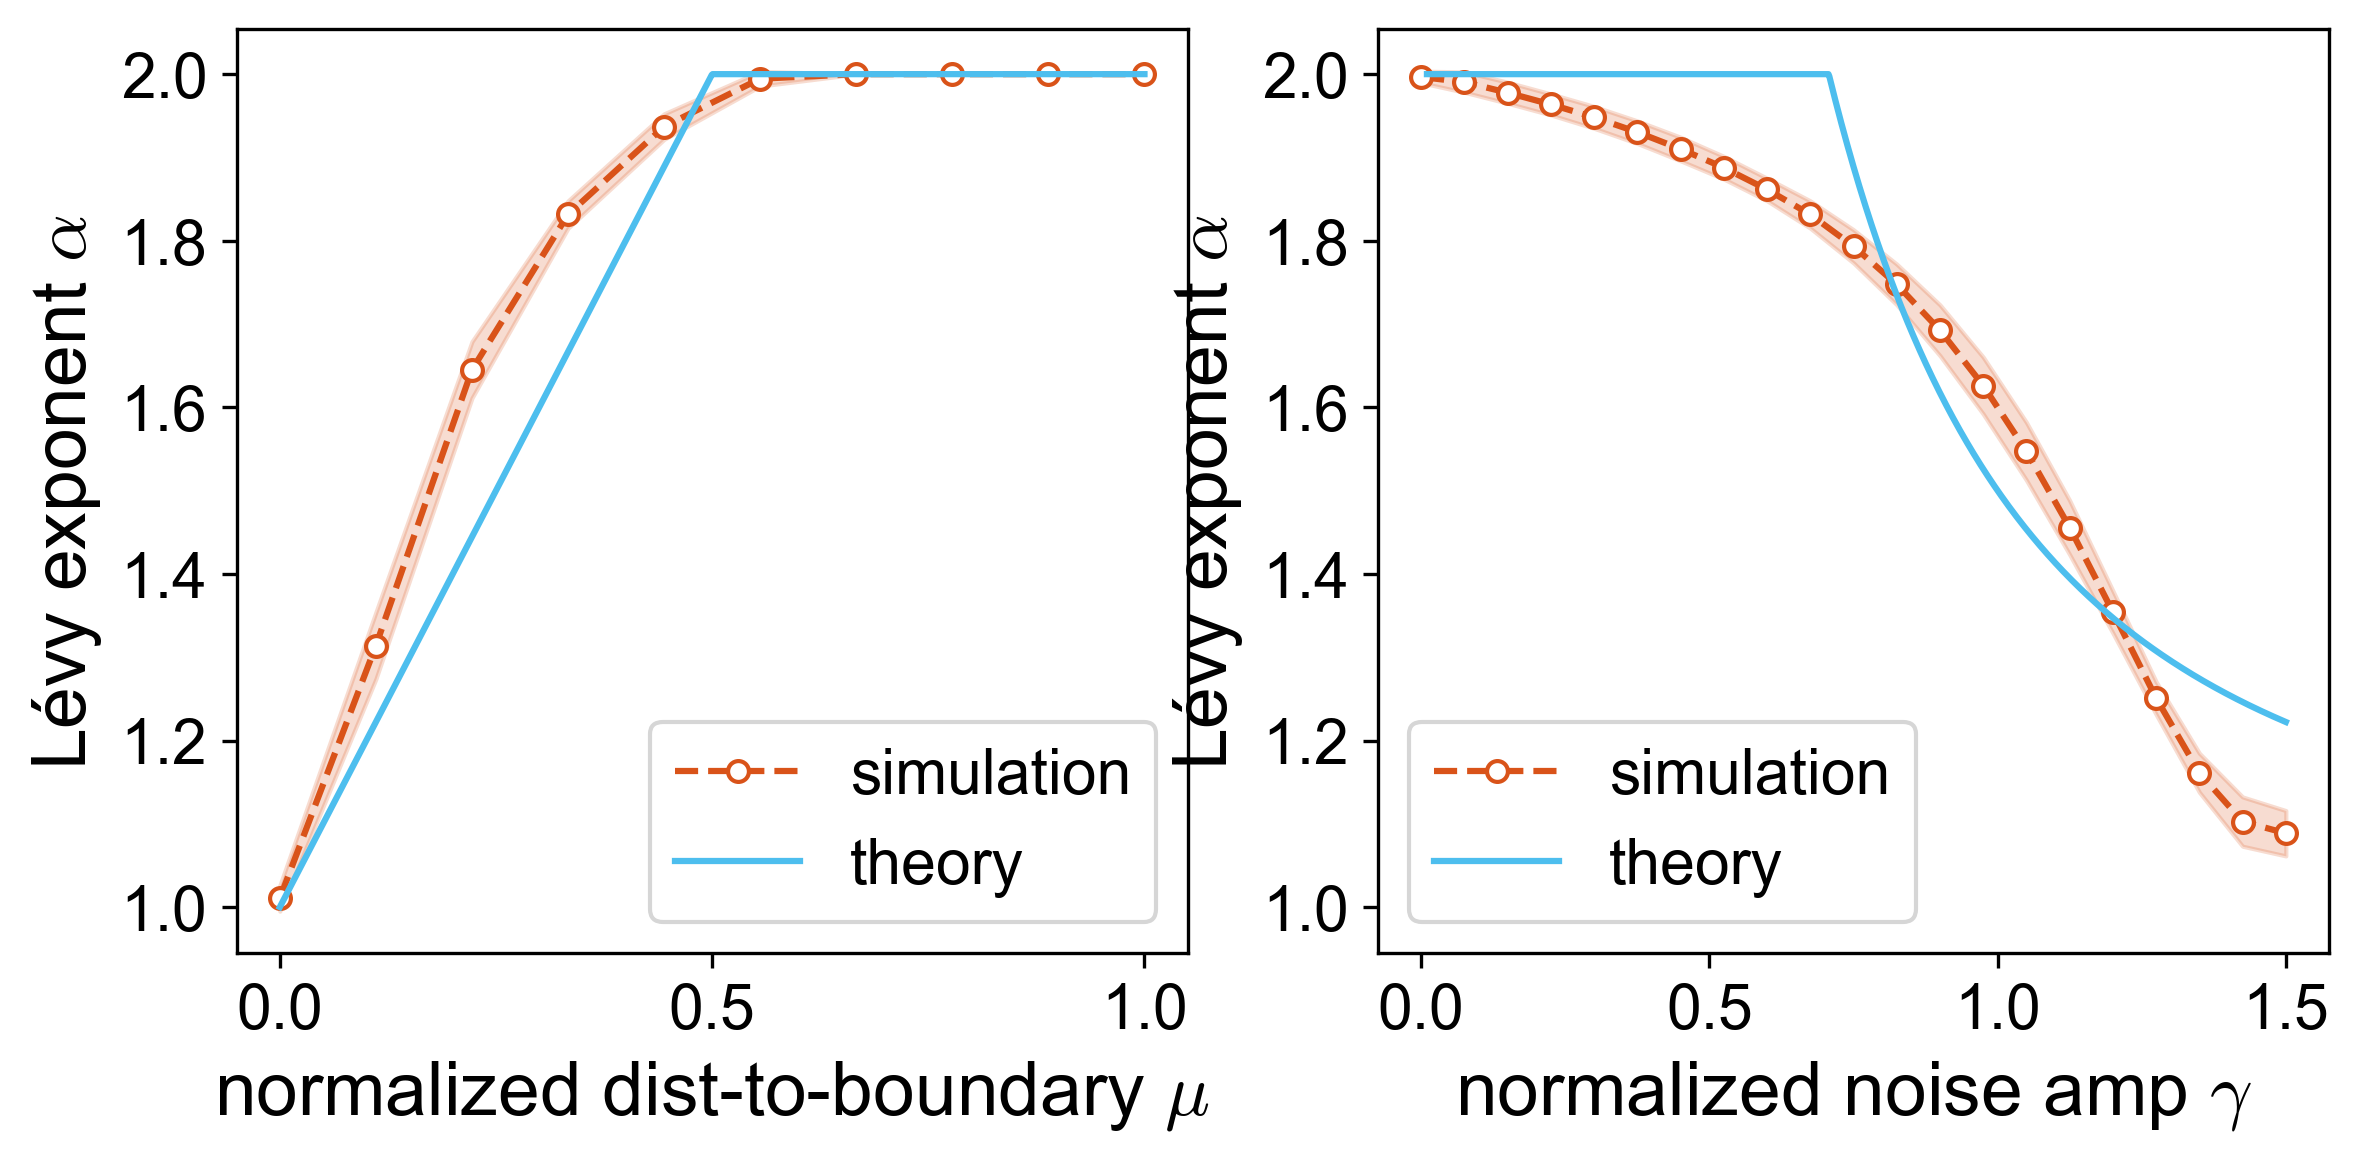 Lévy exponent α
2.0
1.8
1.6
1.4
1.2
1.0
simulation
theory
0.0 0.5 1.0
normalized dist-to-boundary μ
Lévy exponent α
2.0
1.8
1.6
1.4
1.2
1.0
simulation
theory
0.0 0.5 1.0 1.5
normalized noise amp γ